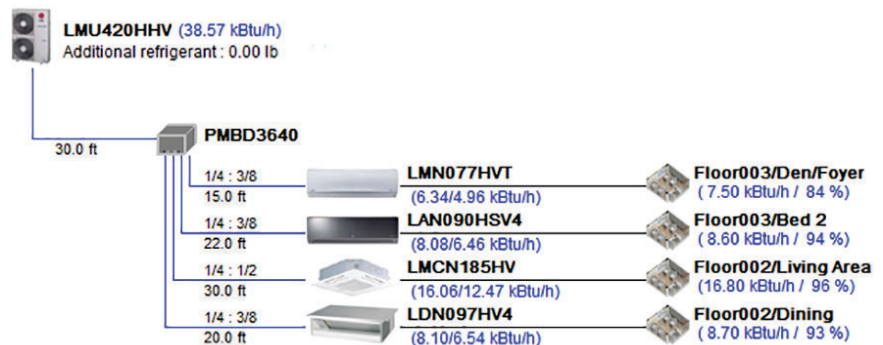 LMU420HHV (38.57 kBtu/h)
Additional refrigerant : 0.00 lb
30.0 ft
PMBD3640
1/4 : 3/8
15.0 ft
LMN077HVT
(6.34/4.96 kBtu/h)
Floor003/Den/Foyer
( 7.50 kBtu/h / 84 %)
1/4 : 3/8
22.0 ft
LAN090HSV4
(8.08/6.46 kBtu/h)
Floor003/Bed 2
( 8.60 kBtu/h / 94 %)
1/4 : 1/2
30.0 ft
LMCN185HV
(16.06/12.47 kBtu/h)
Floor002/Living Area
(16.80 kBtu/h / 96 %)
1/4 : 3/8
20.0 ft
LDN097HV4
(8.10/6.54 kBtu/h)
Floor002/Dining
( 8.70 kBtu/h / 93 %)